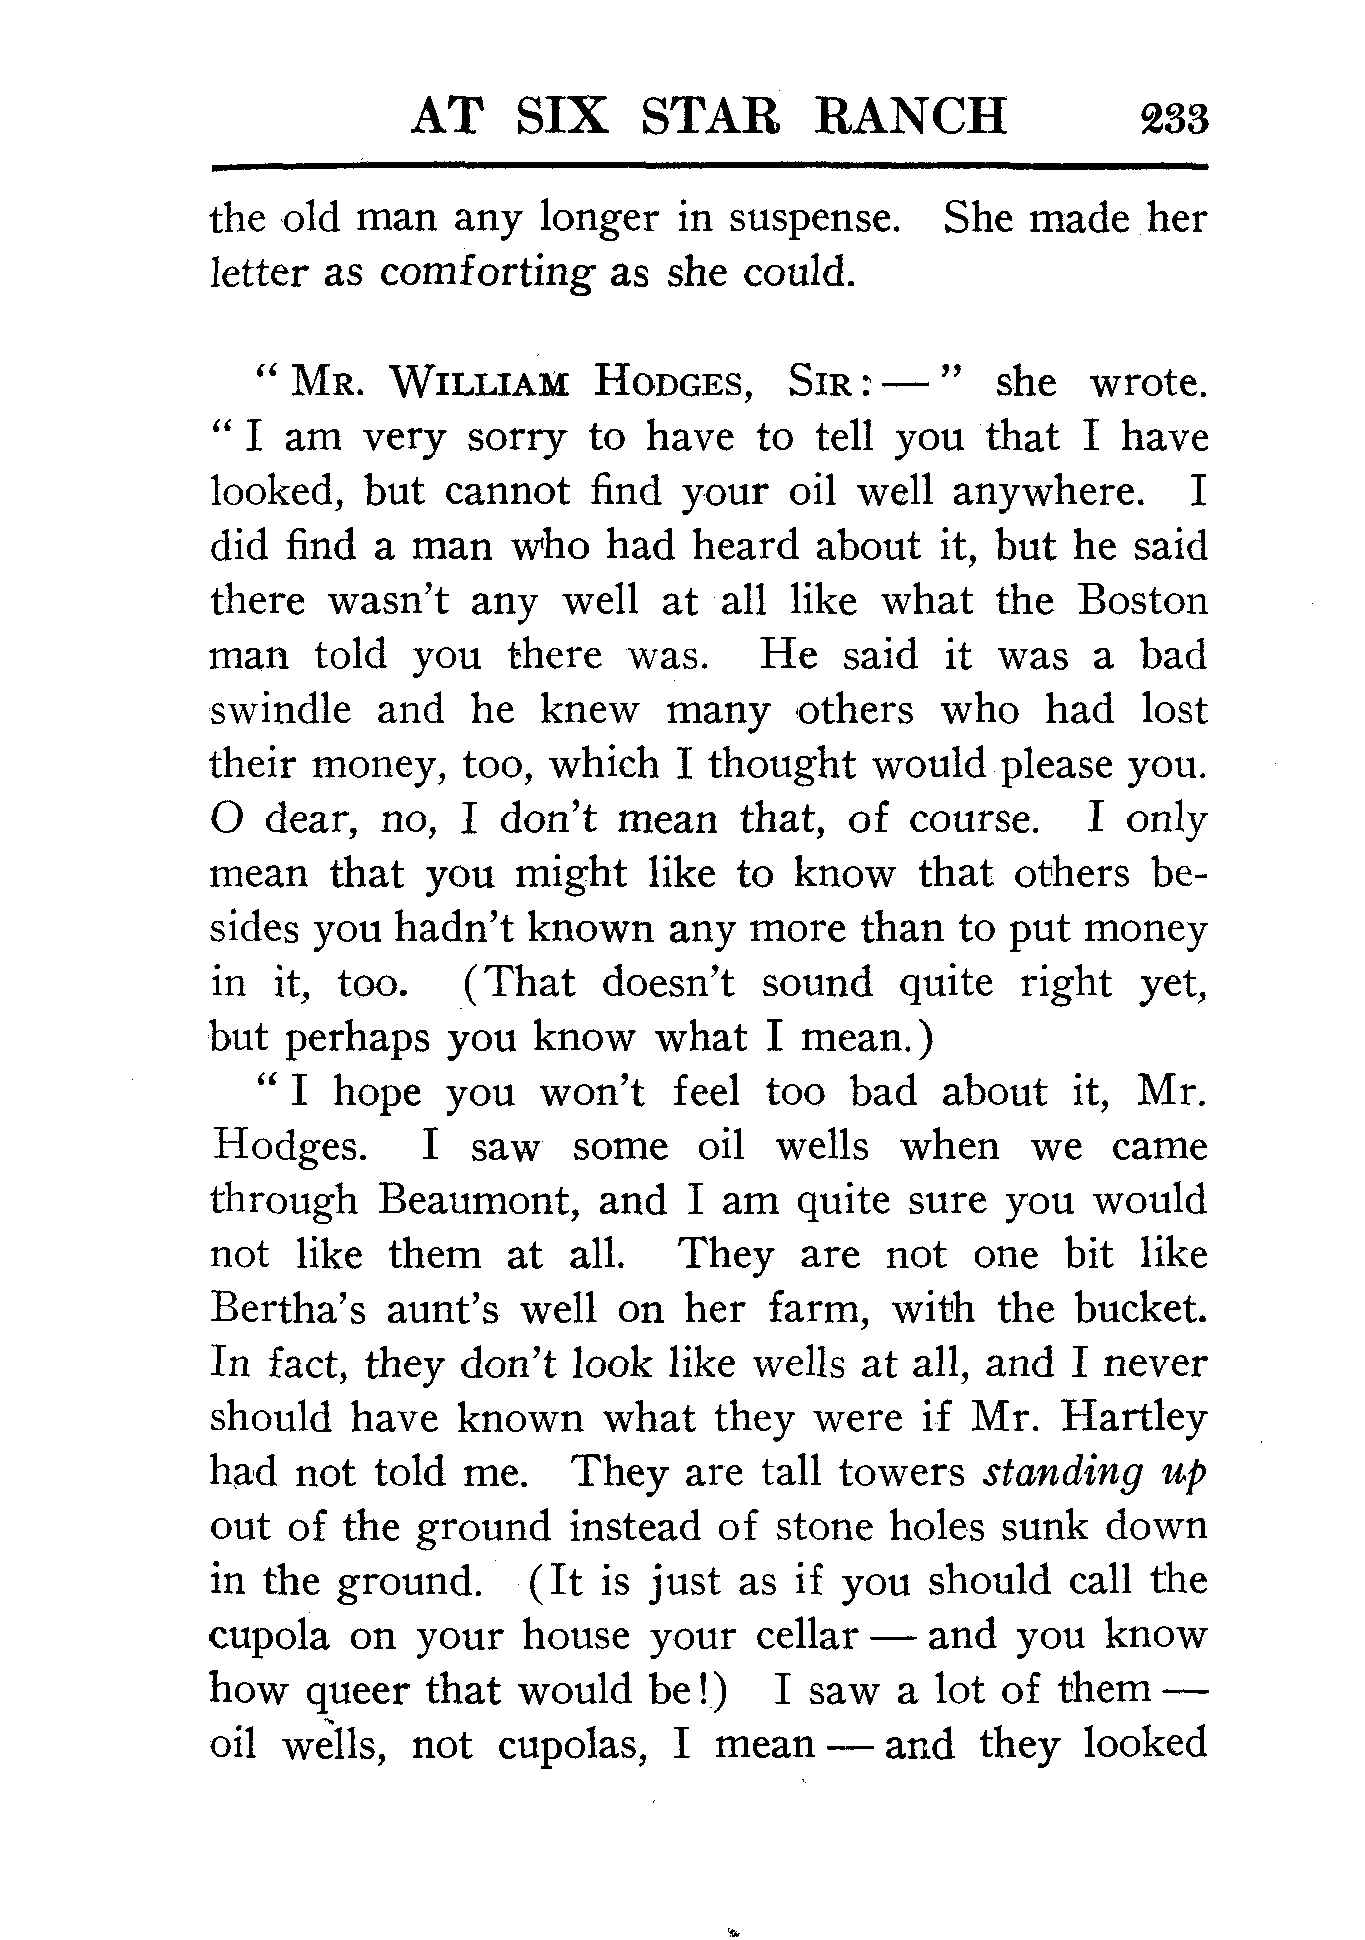 AT SIX STAR RANCH 233
the old man any longer in suspense. She made her
letter as comforting as she could.
" MR. WILLIAM HODGES, SIR: — " she wrote.
" I am very sorry to have to tell you that I have
looked, but cannot find your oil well anywhere. I
did find a man who had heard about it, but he said
there wasn't any well at all like what the Boston
man told you there was. He said it was a bad
swindle and he knew many others who had lost
their money, too, which I thought would please you.
O dear, no, I don't mean that, of course. I only
mean that you might like to know that others be-
sides you hadn't known any more than to put money
in it, too. (That doesn't sound quite right yet,
but perhaps you know what I mean.)
" I hope you won't feel too bad about it, Mr.
Hodges. I saw some oil wells when we came
through Beaumont, and I am quite sure you would
not like them at all. They are not one bit like
Bertha's aunt's well on her farm, with the bucket.
In fact, they don't look like wells at all, and I never
should have known what they were if Mr. Hartley
had not told me. They are tall towers standing up
out of the ground instead of stone holes sunk down
in the ground. (It is just as if you should call the
cupola on your house your cellar — and you know
how queer that would be!) I saw a lot of them —
oil wells, not cupolas, I mean — and they looked